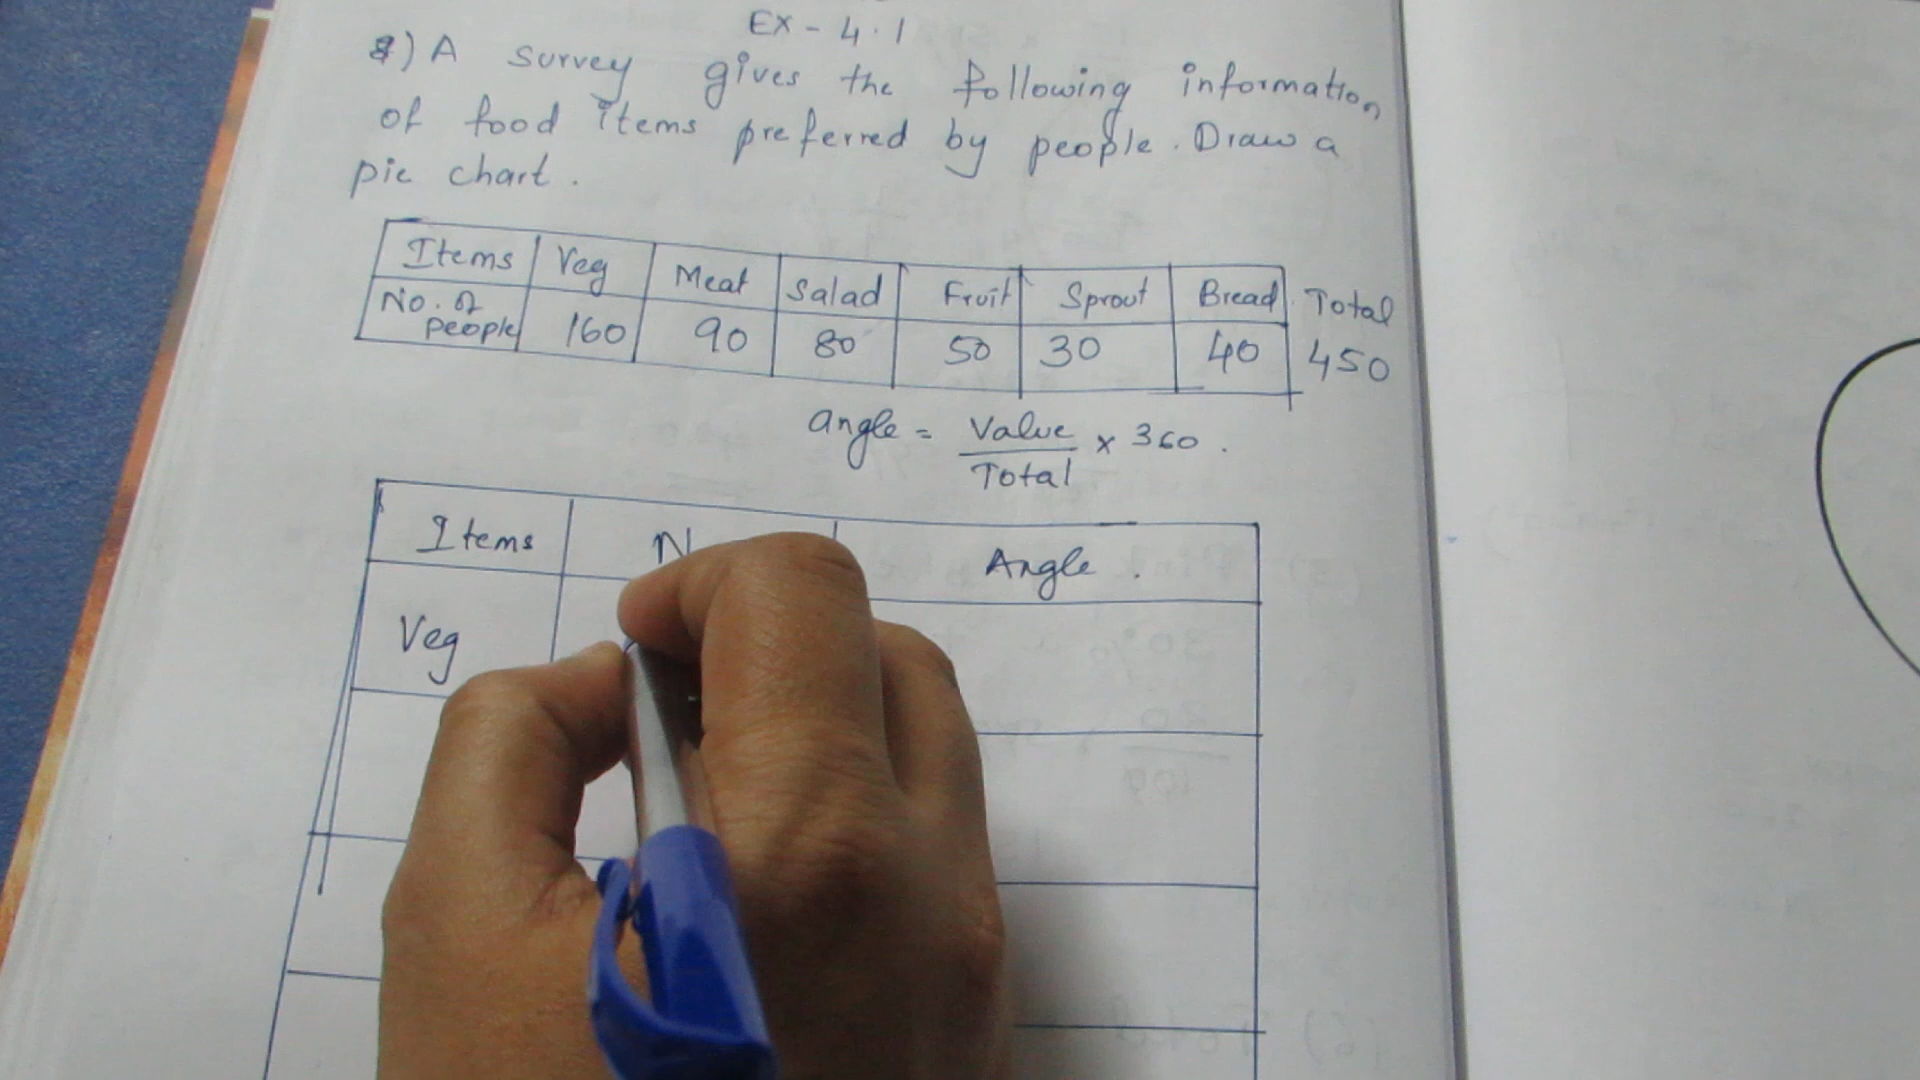 EX - 4.1
8) A survey gives the following information
of food items preferred by people. Draw a
pie chart.
Items Veg Meat Salad Fruit Sprout Bread Total
No. of people 160 90 80 50 30 40 450
angle = Value / Total x 360.
Items N Angle.
Veg